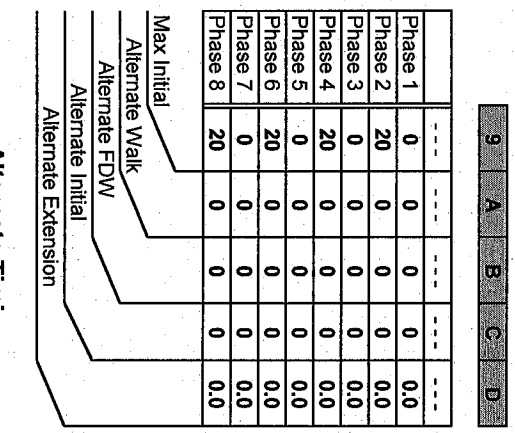 9 A B C D
---  ---
Phase 1 0 0 0 0 0.0
Phase 2 20 0 0 0 0.0
Phase 3 0 0 0 0 0.0
Phase 4 20 0 0 0 0.0
Phase 5 0 0 0 0 0.0
Phase 6 20 0 0 0 0.0
Phase 7 0 0 0 0 0.0
Phase 8 20 0 0 0 0.0
Max Initial
Alternate Walk
Alternate FDW
Alternate Initial
Alternate Extension